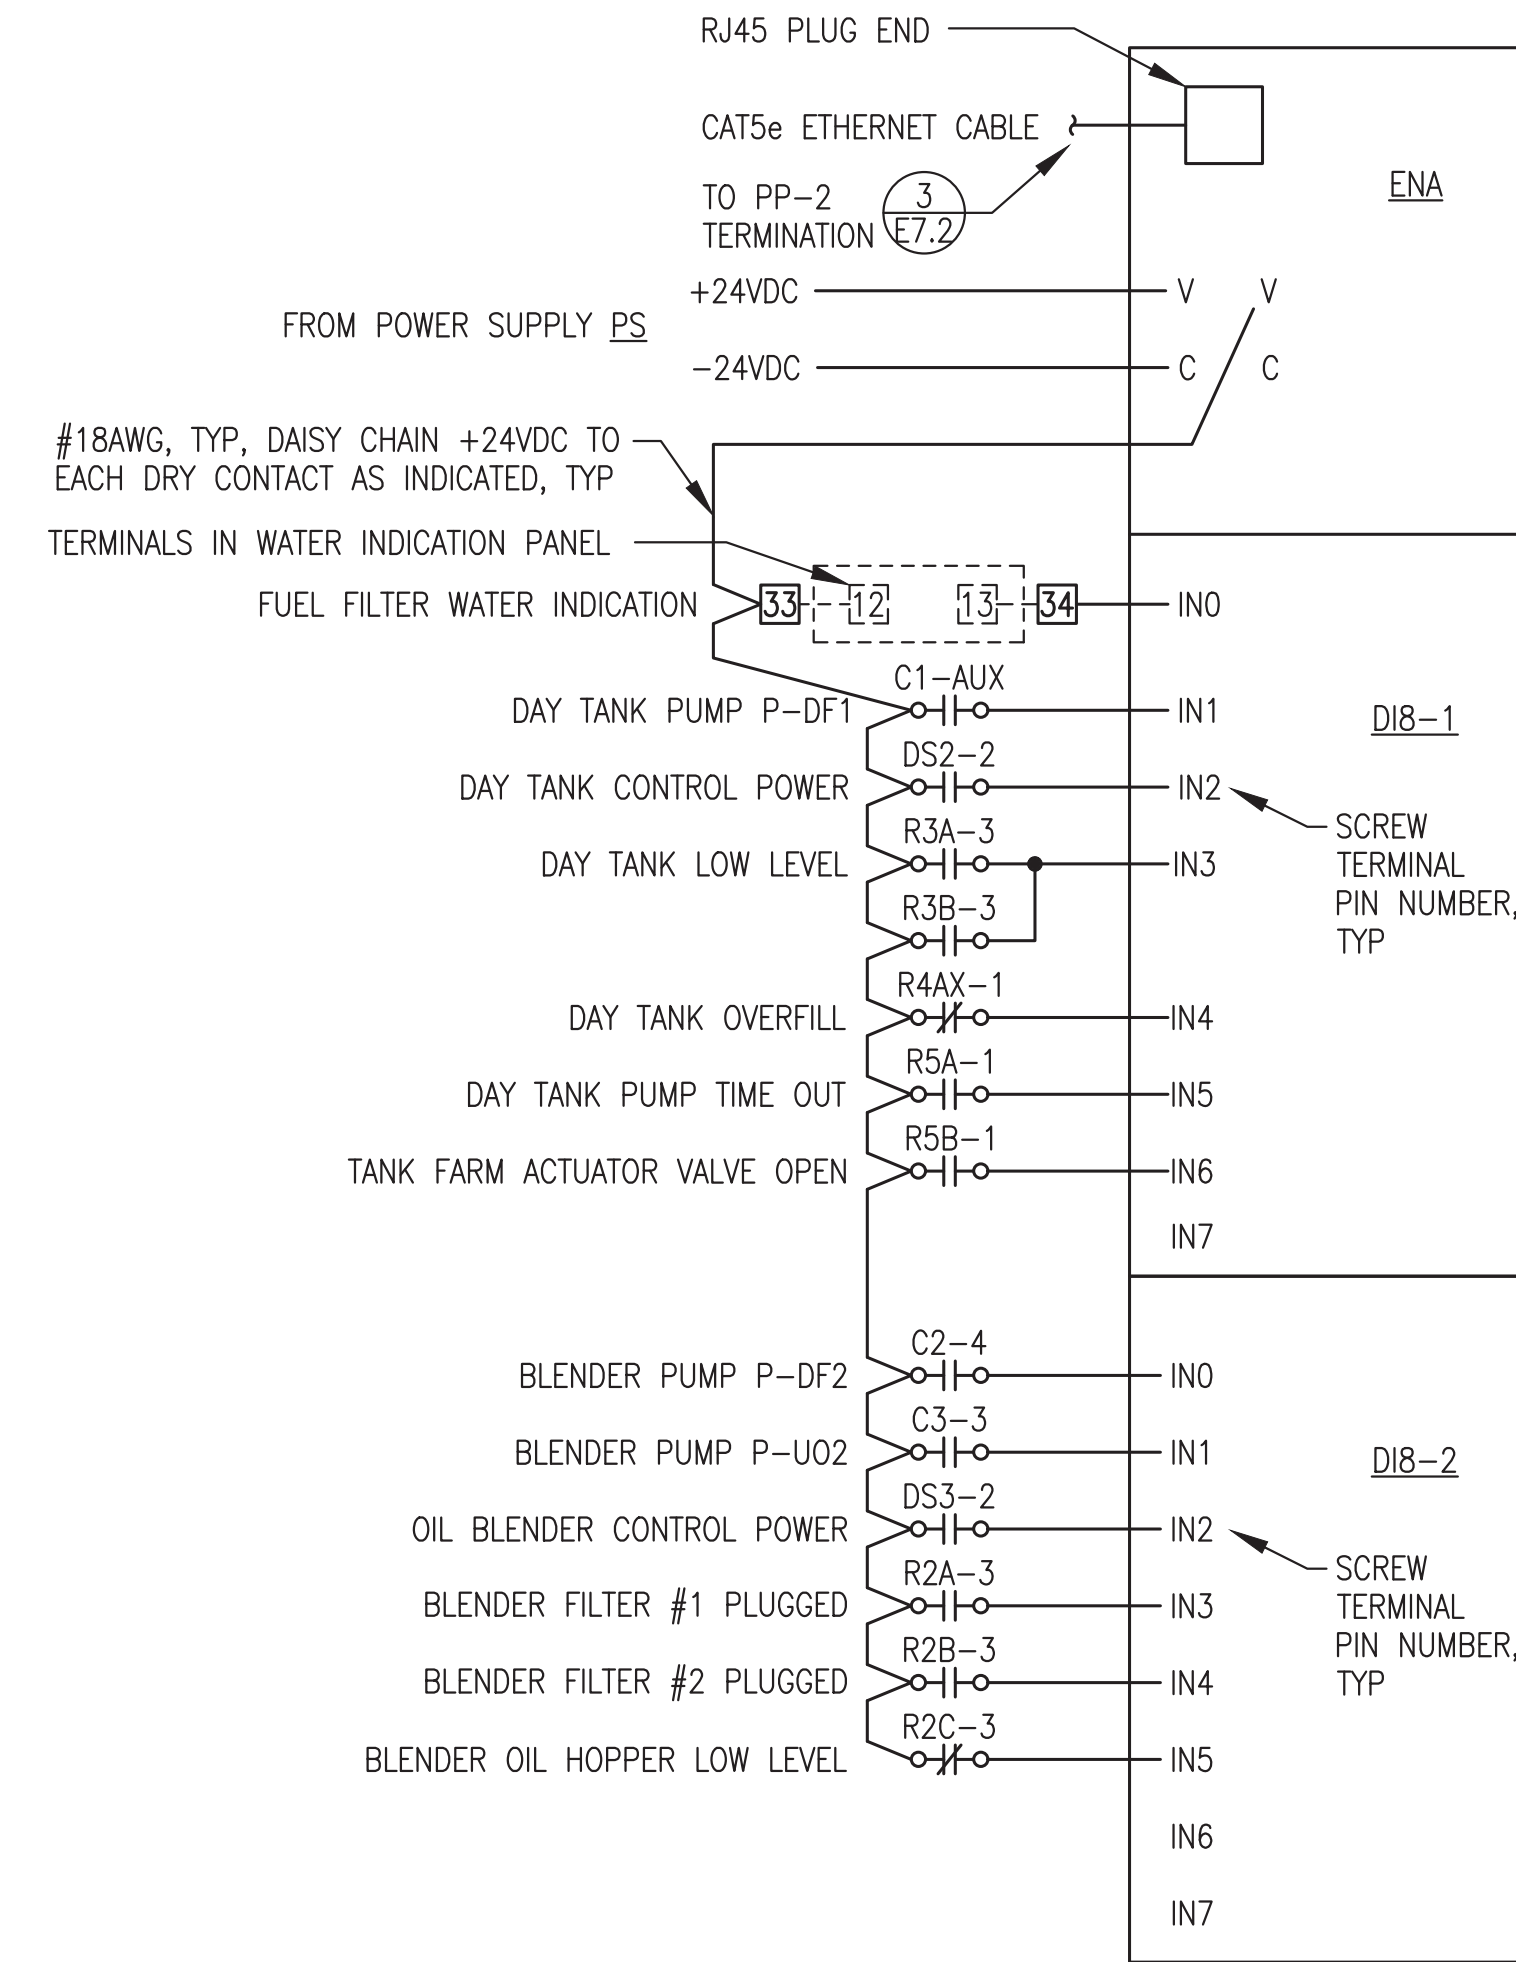 RJ45 PLUG END
CAT5e ETHERNET CABLE
ENA
TO PP-2
TERMINATION
3
E7.2
+24VDC
V
V
FROM POWER SUPPLY PS
-24VDC
C
C
#18AWG, TYP, DAISY CHAIN +24VDC TO
EACH DRY CONTACT AS INDICATED, TYP
TERMINALS IN WATER INDICATION PANEL
FUEL FILTER WATER INDICATION
33
12
13
34
IN0
C1-AUX
DAY TANK PUMP P-DF1
IN1
DI8-1
DS2-2
DAY TANK CONTROL POWER
IN2
SCREW
TERMINAL
PIN NUMBER,
TYP
R3A-3
DAY TANK LOW LEVEL
IN3
R3B-3
R4AX-1
DAY TANK OVERFILL
IN4
R5A-1
DAY TANK PUMP TIME OUT
IN5
R5B-1
TANK FARM ACTUATOR VALVE OPEN
IN6
IN7
C2-4
BLENDER PUMP P-DF2
IN0
C3-3
BLENDER PUMP P-UO2
IN1
DI8-2
DS3-2
OIL BLENDER CONTROL POWER
IN2
SCREW
TERMINAL
PIN NUMBER,
TYP
R2A-3
BLENDER FILTER #1 PLUGGED
IN3
R2B-3
BLENDER FILTER #2 PLUGGED
IN4
R2C-3
BLENDER OIL HOPPER LOW LEVEL
IN5
IN6
IN7